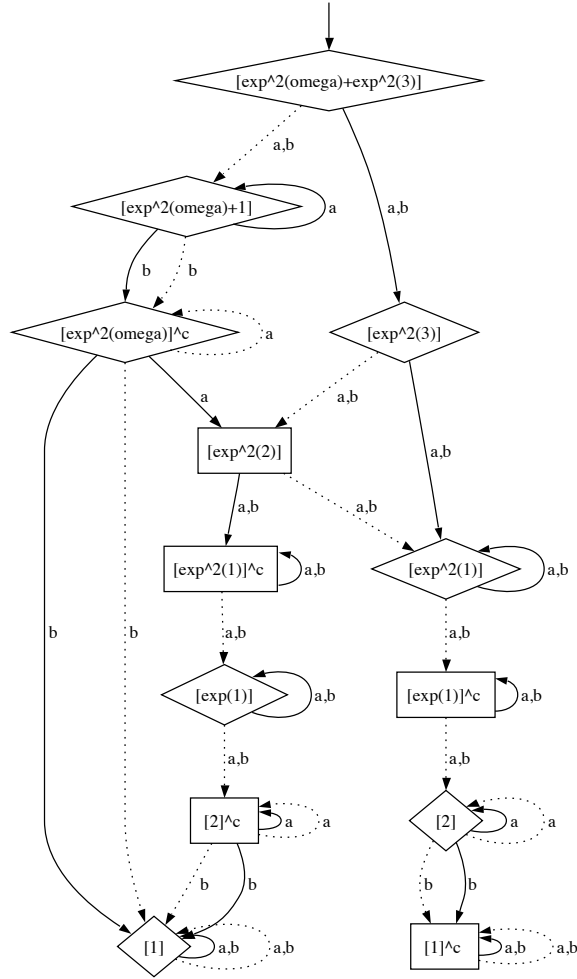 [exp^2(omega)+exp^2(3)]
a,b
[exp^2(omega)+1]
a
a,b
b
b
[exp^2(omega)]^c
a
[exp^2(3)]
a
a,b
[exp^2(2)]
a,b
a,b
a,b
[exp^2(1)]^c
a,b
[exp^2(1)]
a,b
b
b
a,b
a,b
[exp(1)]
a,b
[exp(1)]^c
a,b
a,b
a,b
[2]^c
a
a
[2]
a
a
b
b
b
b
[1]
a,b
a,b
[1]^c
a,b
a,b